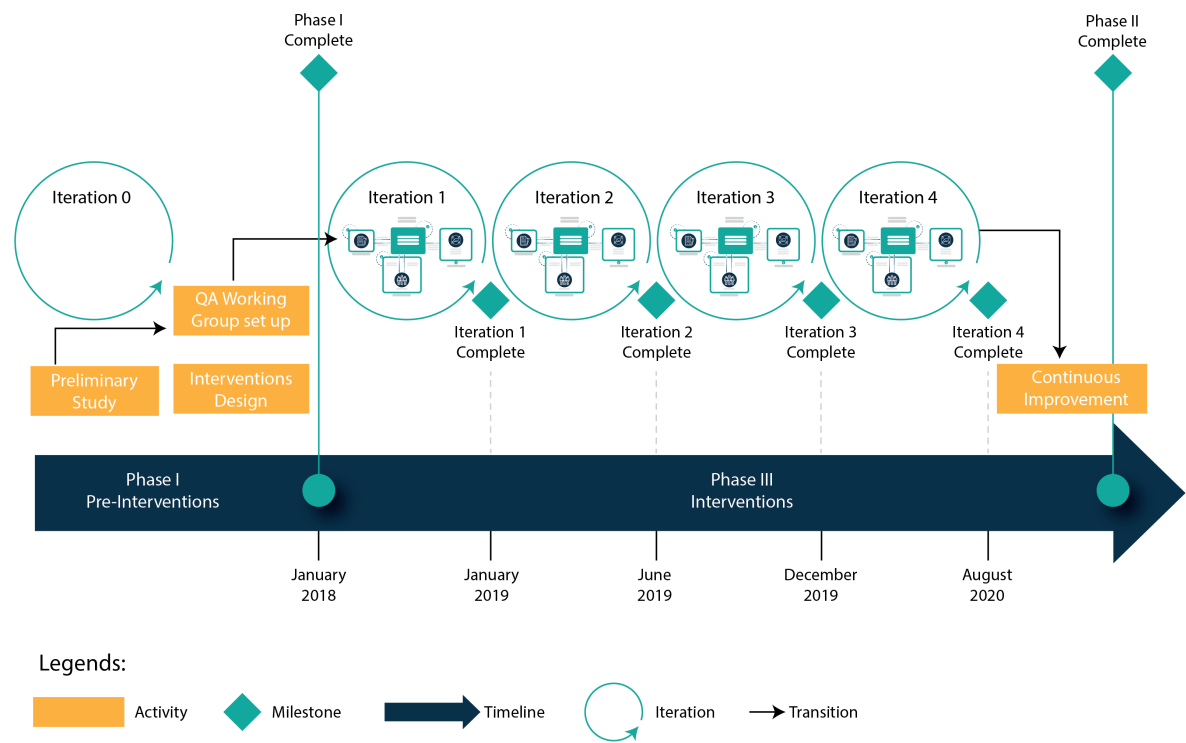 Phase I
Complete
Phase II
Complete
Iteration 0
Iteration 1
Iteration 2
Iteration 3
Iteration 4
QA Working
Group set up
Iteration 1
Complete
Iteration 2
Complete
Iteration 3
Complete
Iteration 4
Complete
Preliminary
Study
Interventions
Design
Continuous
Improvement
Phase I
Pre-Interventions
Phase III
Interventions
January
2018
January
2019
June
2019
December
2019
August
2020
Legends:
Activity
Milestone
Timeline
Iteration
Transition